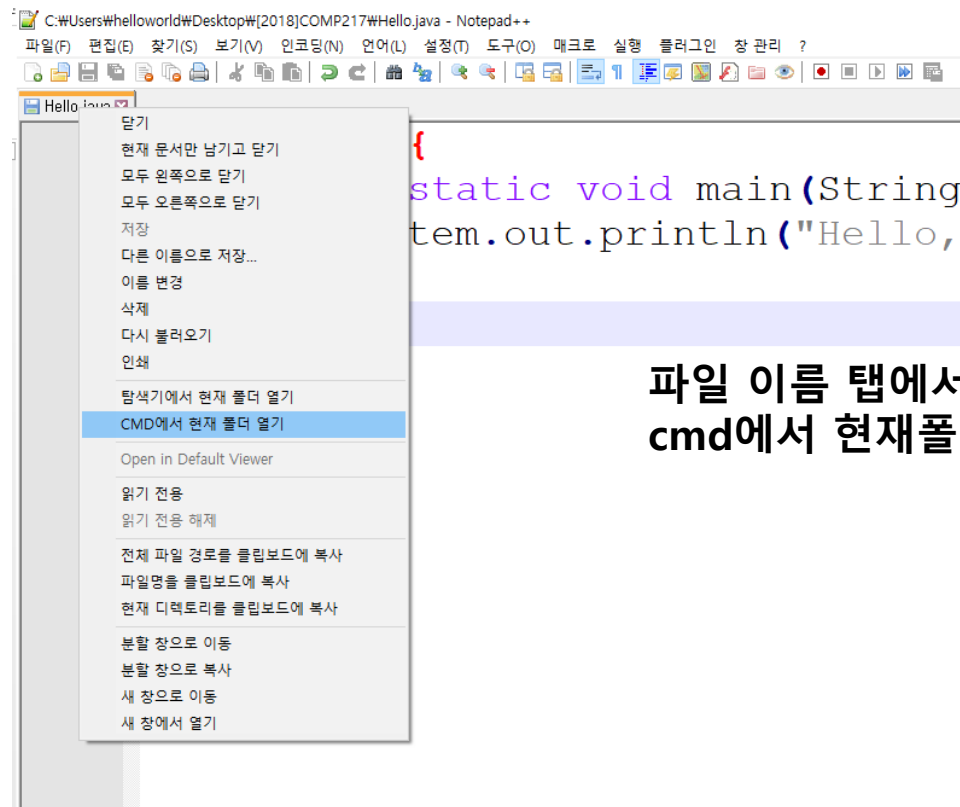 C:₩Users₩helloworld₩Desktop₩[2018]COMP217₩Hello.java - Notepad++
파일(F) 편집(E) 찾기(S) 보기(V) 인코딩(N) 언어(L) 설정(T) 도구(O) 매크로 실행 플러그인 창 관리 ?
Hello.java
닫기
현재 문서만 남기고 닫기
모두 왼쪽으로 닫기
모두 오른쪽으로 닫기
저장
다른 이름으로 저장...
이름 변경
삭제
다시 불러오기
인쇄
탐색기에서 현재 폴더 열기
CMD에서 현재 폴더 열기
Open in Default Viewer
읽기 전용
읽기 전용 해제
전체 파일 경로를 클립보드에 복사
파일명을 클립보드에 복사
현재 디렉토리를 클립보드에 복사
분할 창으로 이동
분할 창으로 복사
새 창으로 이동
새 창에서 열기
{
static void main(String
tem.out.println("Hello,
파일 이름 탭에서
cmd에서 현재폴